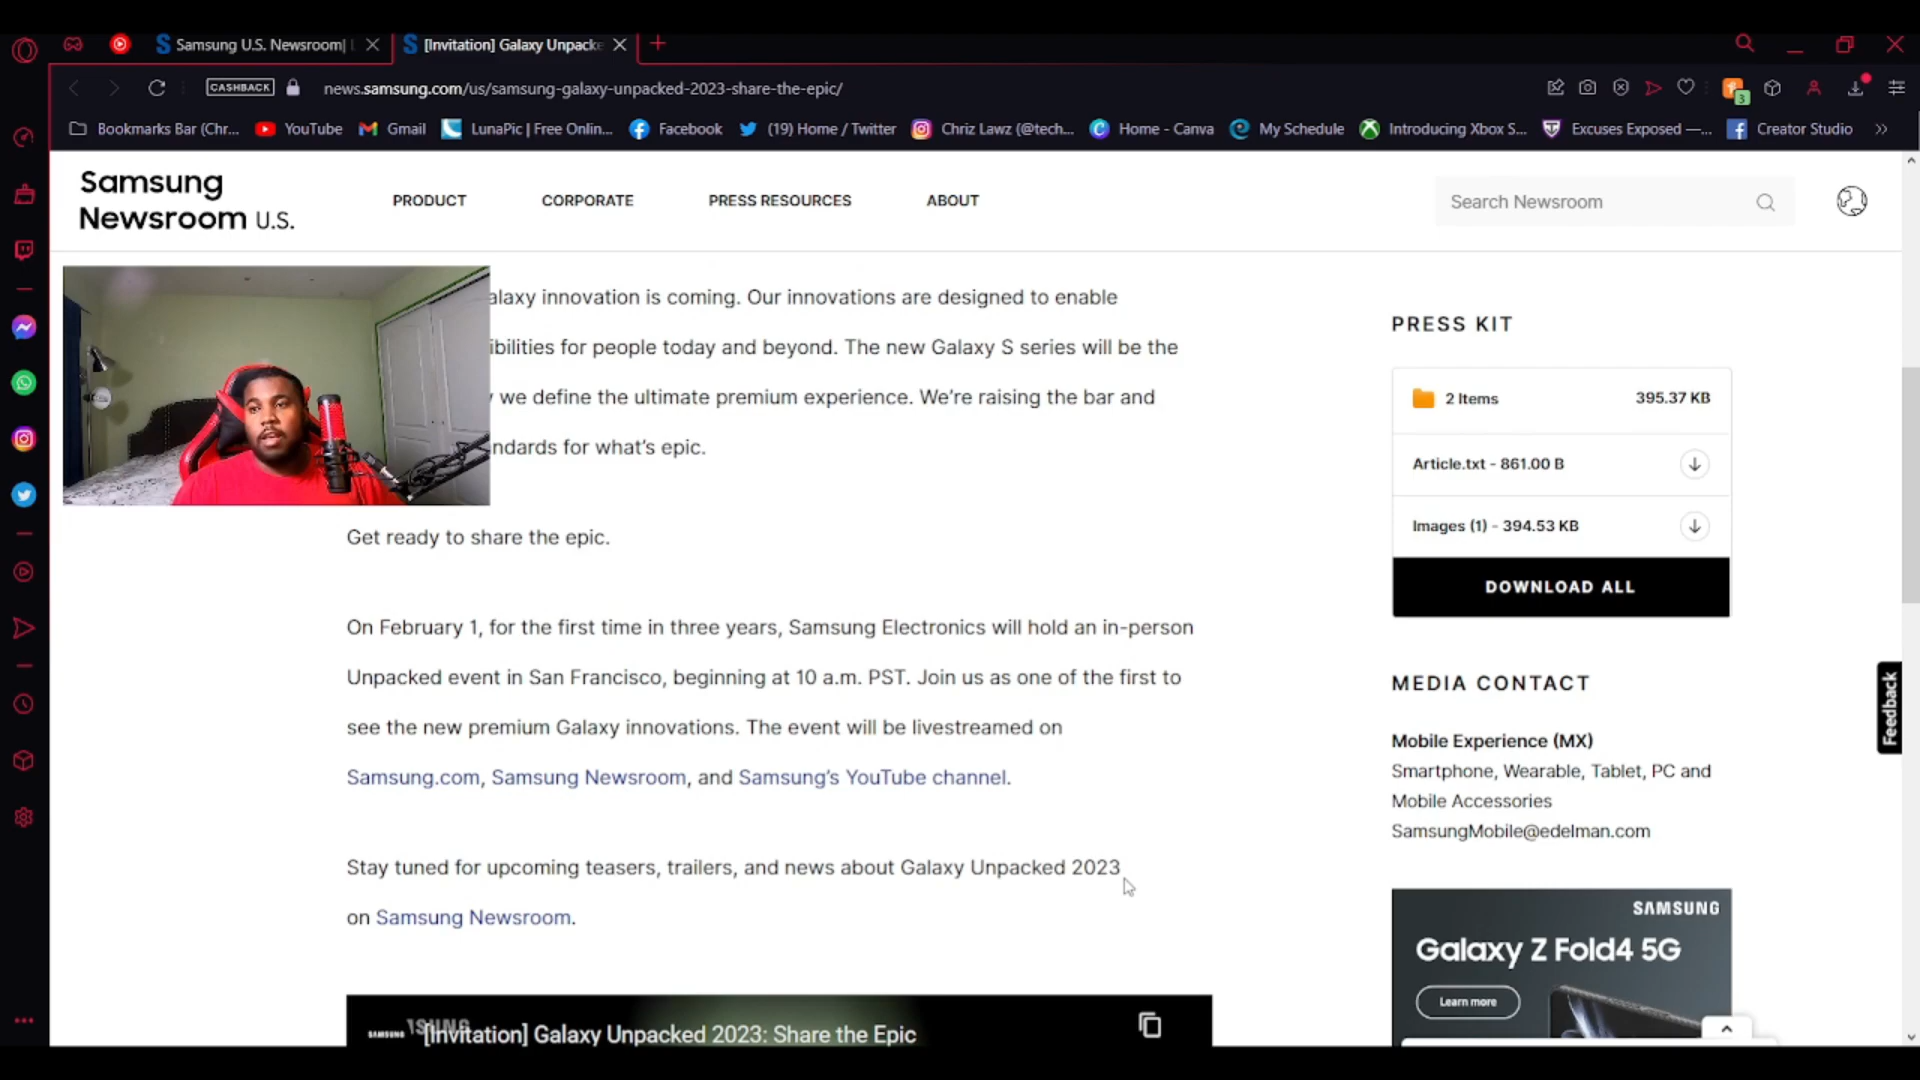 Samsung U.S. Newsroom|
[Invitation] Galaxy Unpack
CASHBACK
news.samsung.com/us/samsung-galaxy-unpacked-2023-share-the-epic/
3
Bookmarks Bar (Chr...
YouTube
Gmail
LunaPic | Free Onlin...
Facebook
(19) Home / Twitter
Chriz Lawz (@tech...
Home - Canva
My Schedule
Introducing Xbox S...
Excuses Exposed —...
Creator Studio
Samsung
Newsroom U.S.
PRODUCT
CORPORATE
PRESS RESOURCES
ABOUT
Search Newsroom
alaxy innovation is coming. Our innovations are designed to enable
ibilities for people today and beyond. The new Galaxy S series will be the
we define the ultimate premium experience. We're raising the bar and
ndards for what's epic.
Get ready to share the epic.
On February 1, for the first time in three years, Samsung Electronics will hold an in-person
Unpacked event in San Francisco, beginning at 10 a.m. PST. Join us as one of the first to
see the new premium Galaxy innovations. The event will be livestreamed on
Samsung.com, Samsung Newsroom, and Samsung's YouTube channel.
Stay tuned for upcoming teasers, trailers, and news about Galaxy Unpacked 2023
on Samsung Newsroom.
SAMSUNG
[Invitation] Galaxy Unpacked 2023: Share the Epic
PRESS KIT
2 Items
395.37 KB
Article.txt - 861.00 B
Images (1) - 394.53 KB
DOWNLOAD ALL
MEDIA CONTACT
Mobile Experience (MX)
Smartphone, Wearable, Tablet, PC and
Mobile Accessories
SamsungMobile@edelman.com
Feedback
SAMSUNG
Galaxy Z Fold4 5G
Learn more